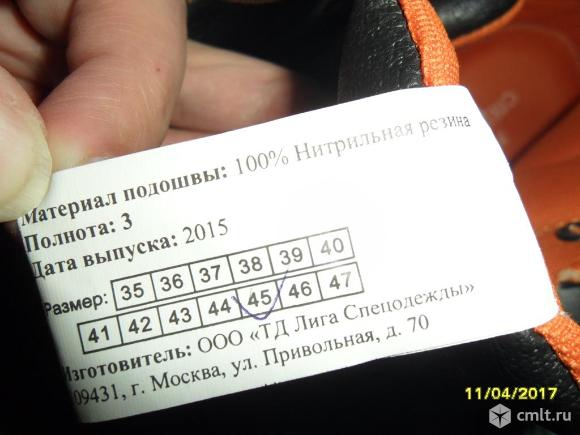 Материал подошвы: 100% Нитрильная резина
Полнота: 3
Дата выпуска: 2015
Размер: 35 36 37 38 39 40
41 42 43 44 45 46 47
Изготовитель: ООО «ТД Лига Спецодежды»
109431, г. Москва, ул. Привольная, д. 70
11/04/2017
cmlt.ru